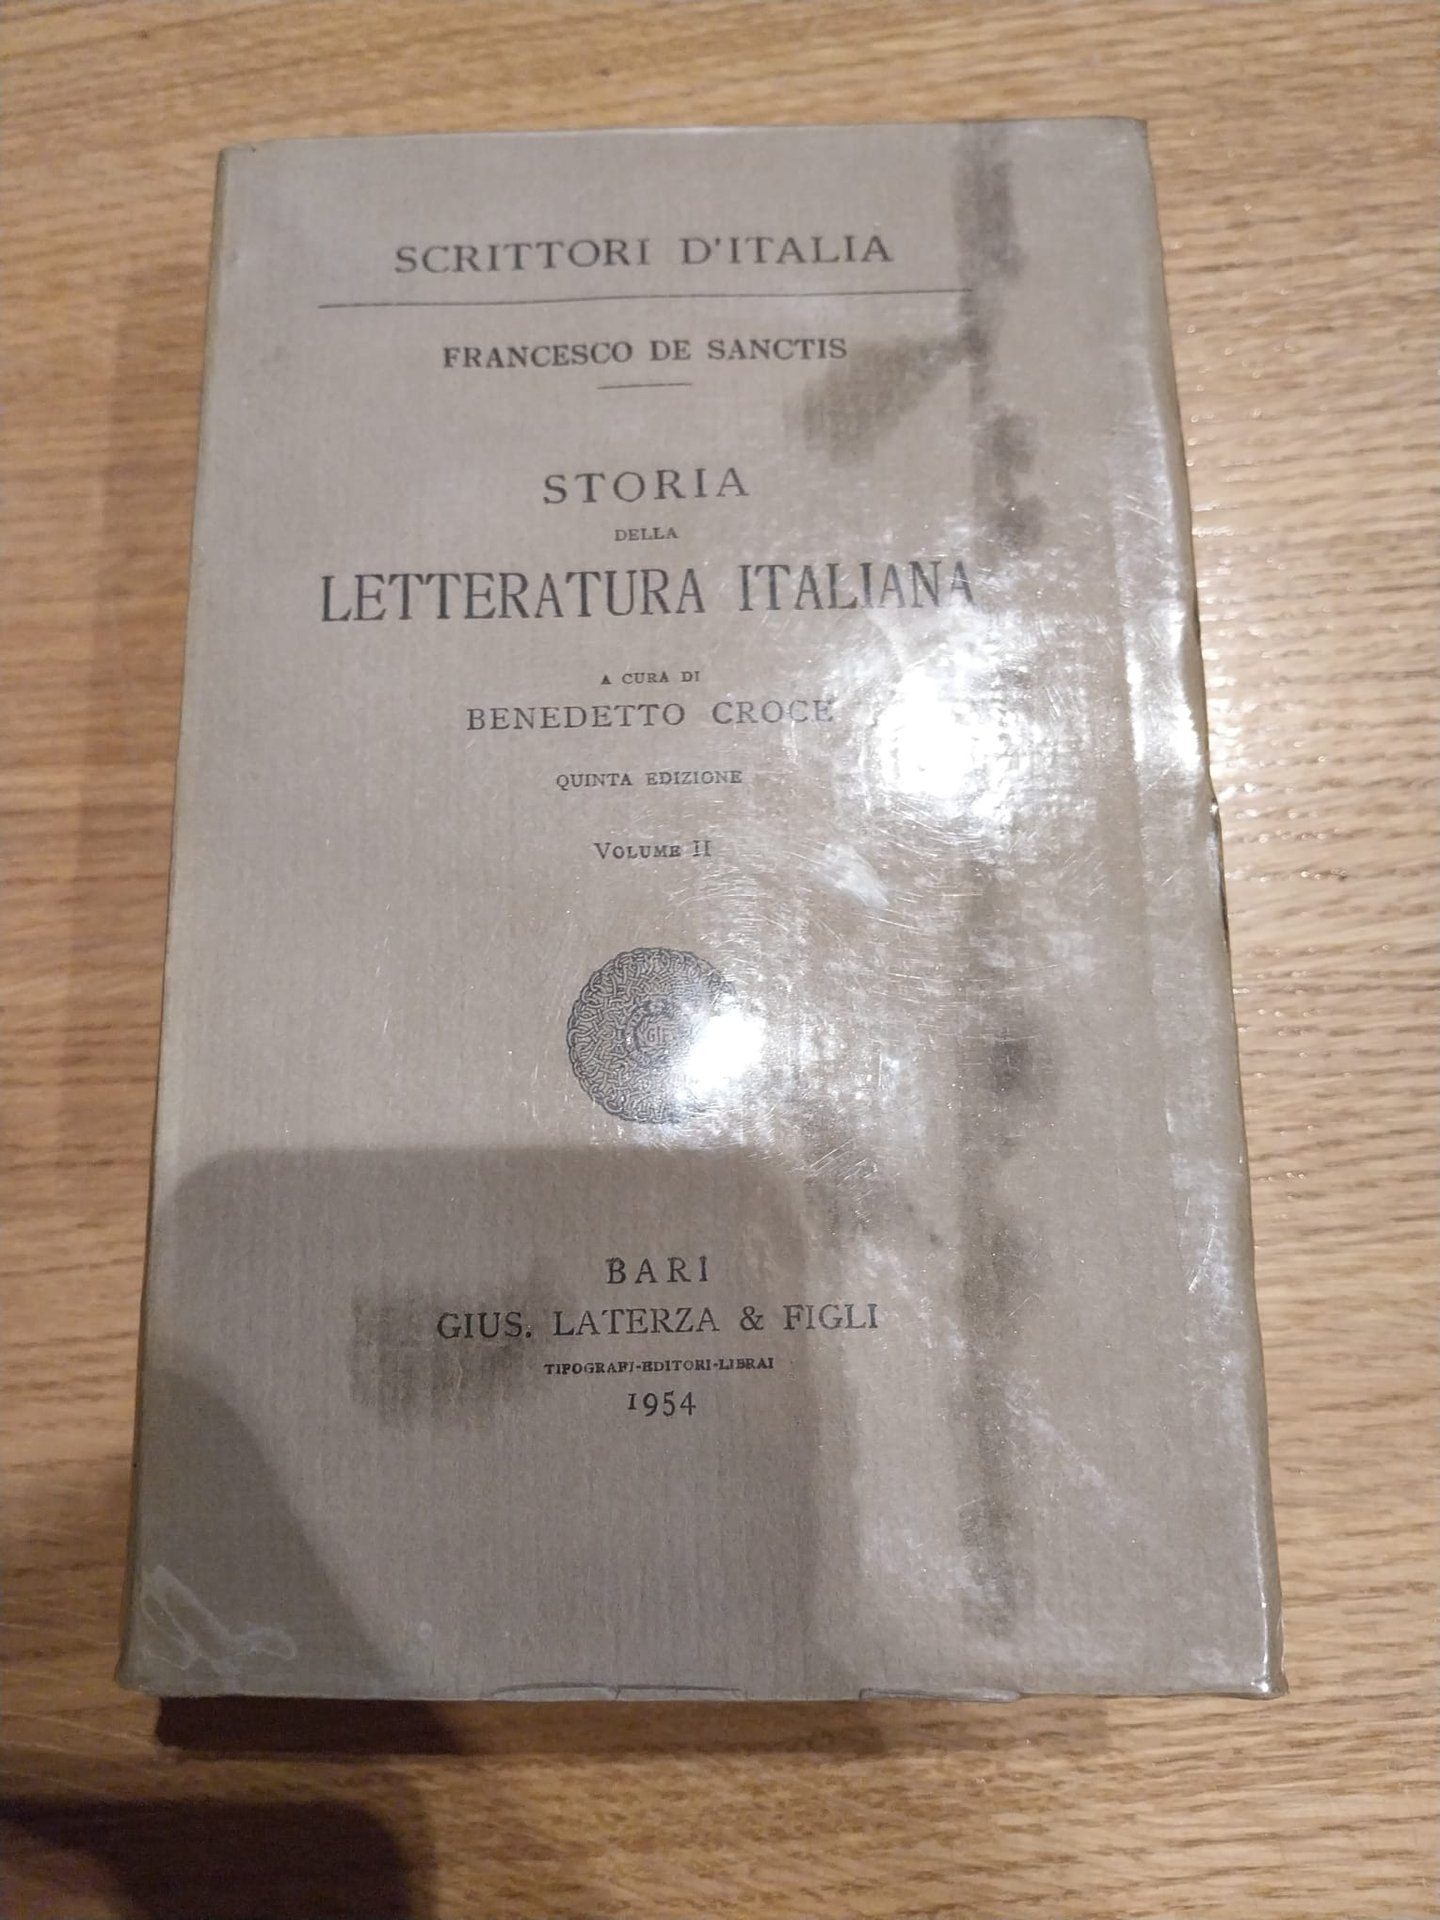 SCRITTORI D'ITALIA
FRANCESCO DE SANCTIS
STORIA
DELLA
LETTERATURA ITALIANA
A CURA DI
BENEDETTO CROCE
QUINTA EDIZIONE
VOLUME II
BARI
GIUS. LATERZA & FIGLI
TIPOGRAFI-EDITORI-LIBRAI
1954